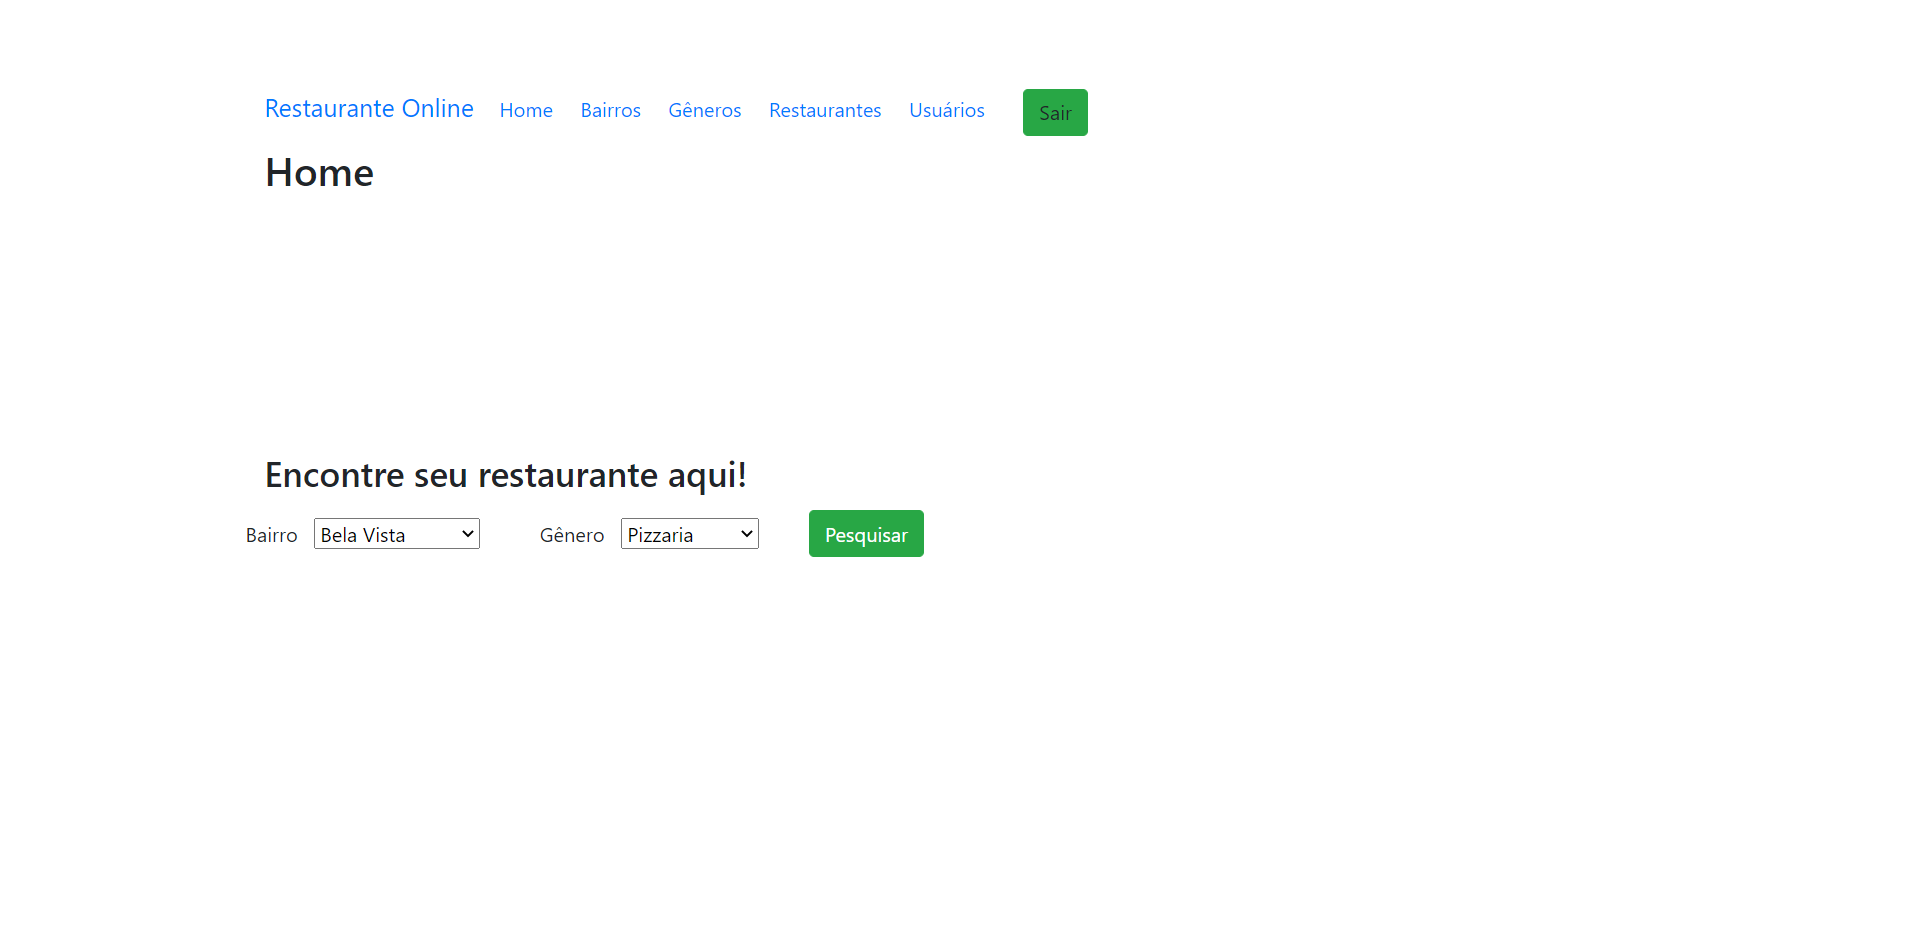 Restaurante Online Home Bairros Gêneros Restaurantes Usuários Sair
Home
Encontre seu restaurante aqui!
Bairro Bela Vista Gênero Pizzaria Pesquisar